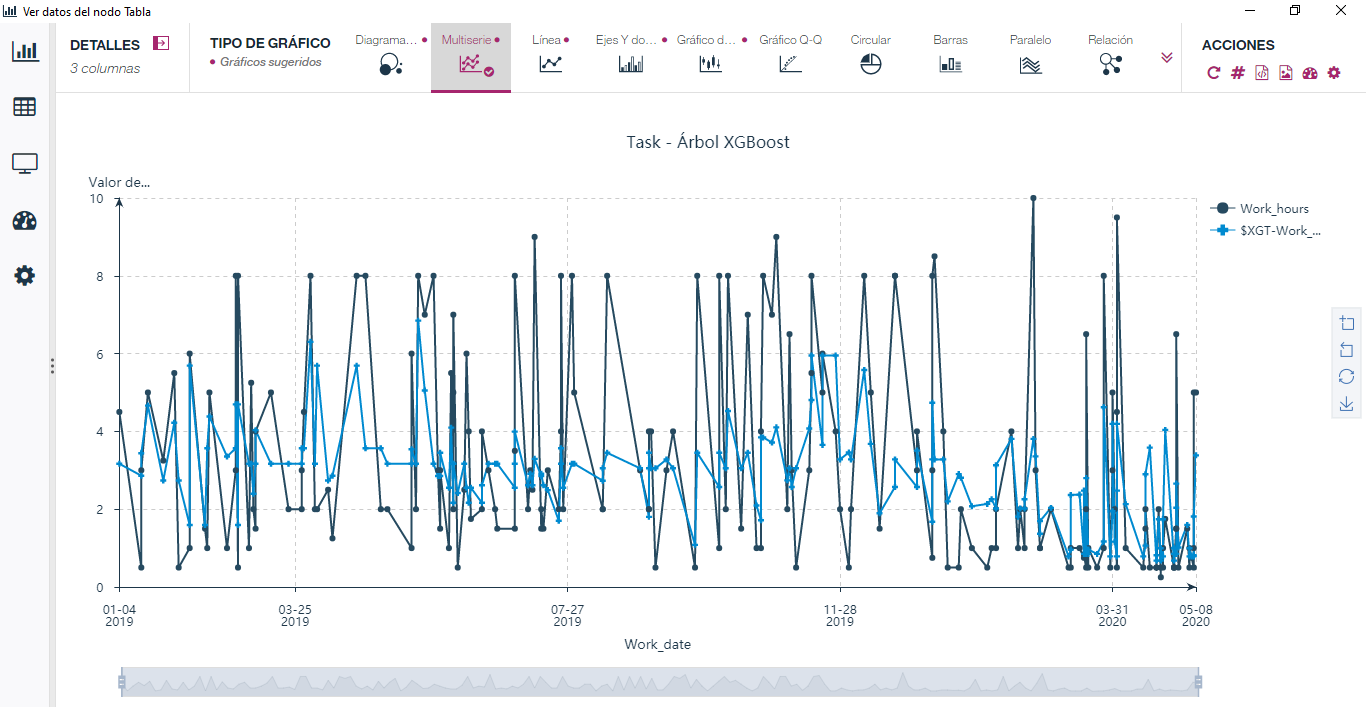 Ver datos del nodo Tabla
DETALLES
3 columnas
TIPO DE GRÁFICO
Gráficos sugeridos
Diagrama...
Multiserie
Línea
Ejes Y do...
Gráfico d...
Gráfico Q-Q
Circular
Barras
Paralelo
Relación
ACCIONES
Task - Árbol XGBoost
Valor de...
10
8
6
4
2
0
01-04
2019
03-25
2019
07-27
2019
11-28
2019
03-31
2020
05-08
2020
Work_date
Work_hours
$XGT-Work_...